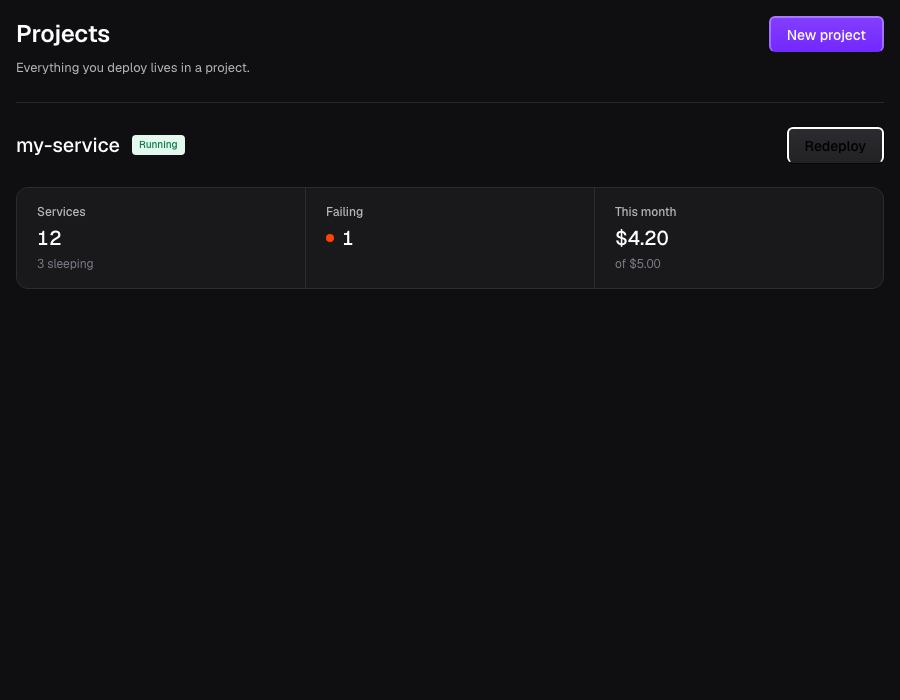 Projects
New project
Everything you deploy lives in a project.
my-service
Running
Redeploy
Services
12
3 sleeping
Failing
1
This month
$4.20
of $5.00